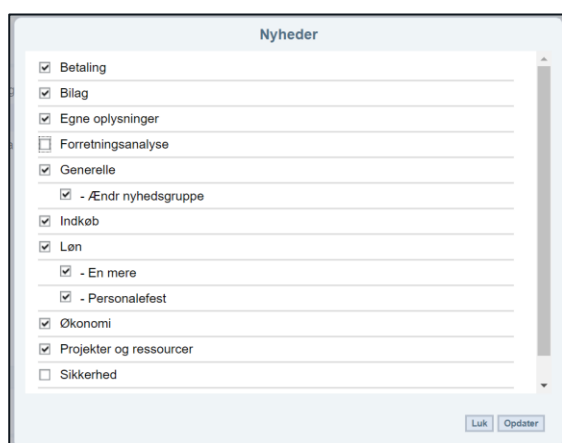 Nyheder
Betaling
Bilag
Egne oplysninger
Forretningsanalyse
Generelle
- Ændr nyhedsgruppe
Indkøb
Løn
- En mere
- Personalefest
Økonomi
Projekter og ressourcer
Sikkerhed
Luk Opdater